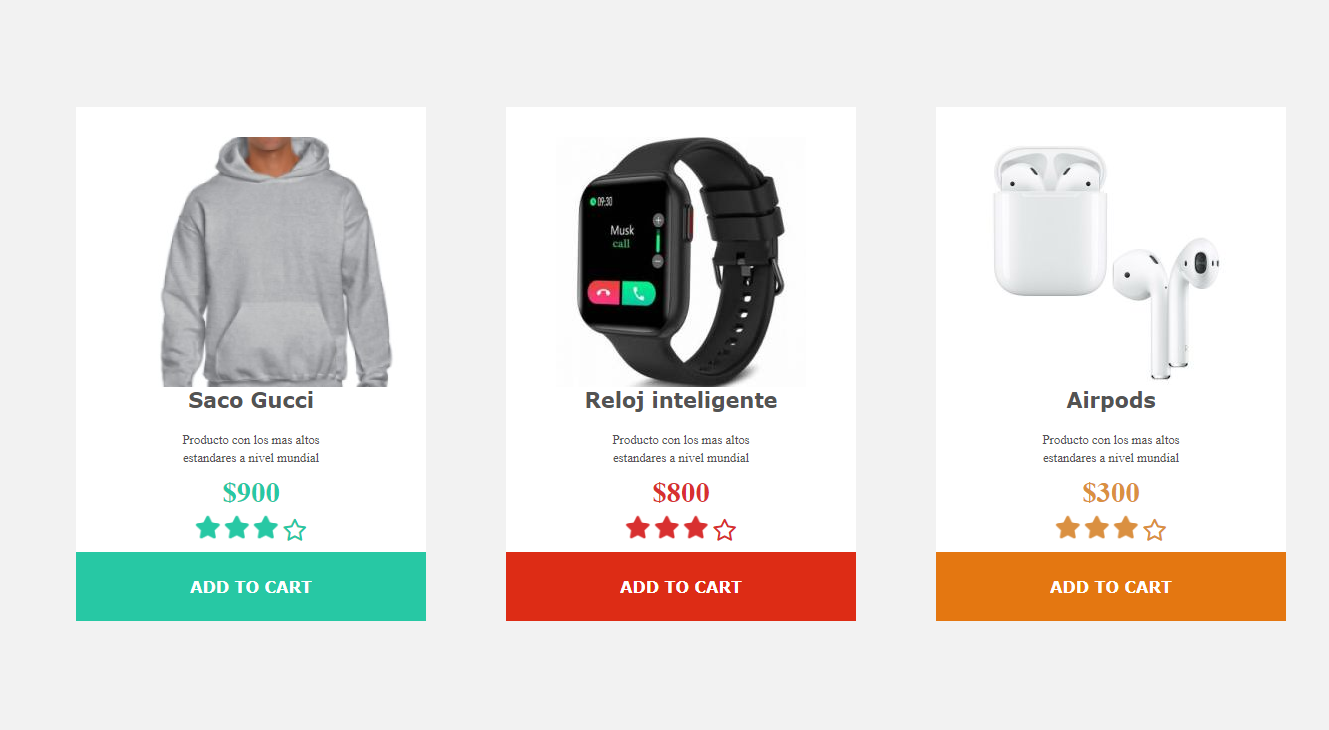 Saco Gucci
Producto con los mas altos
estandares a nivel mundial
$900
ADD TO CART
09:30
Musk
call
Reloj inteligente
Producto con los mas altos
estandares a nivel mundial
$800
ADD TO CART
Airpods
Producto con los mas altos
estandares a nivel mundial
$300
ADD TO CART